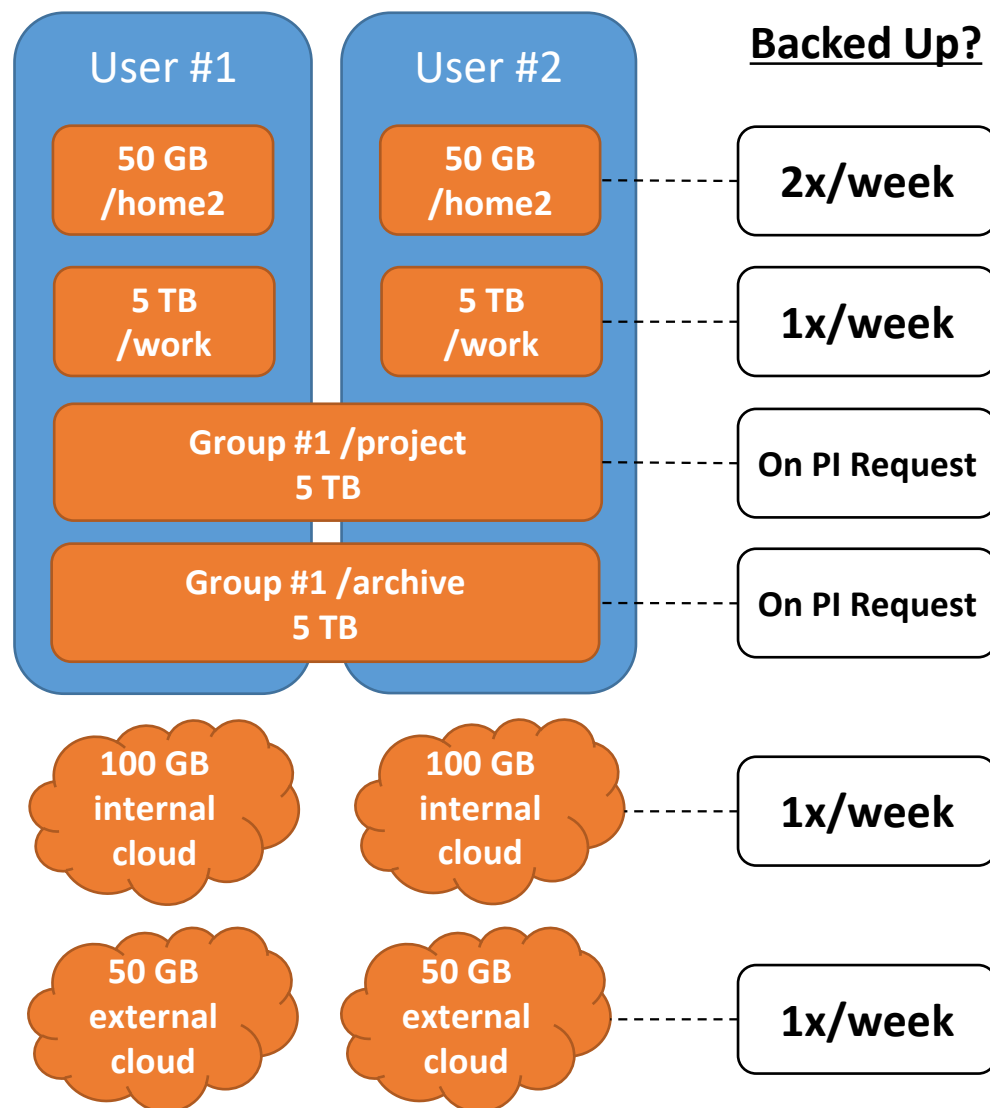 User #1
User #2
Backed Up?
50 GB
/home2
50 GB
/home2
2x/week
5 TB
/work
5 TB
/work
1x/week
Group #1 /project
5 TB
On PI Request
Group #1 /archive
5 TB
On PI Request
100 GB
internal
cloud
100 GB
internal
cloud
1x/week
50 GB
external
cloud
50 GB
external
cloud
1x/week